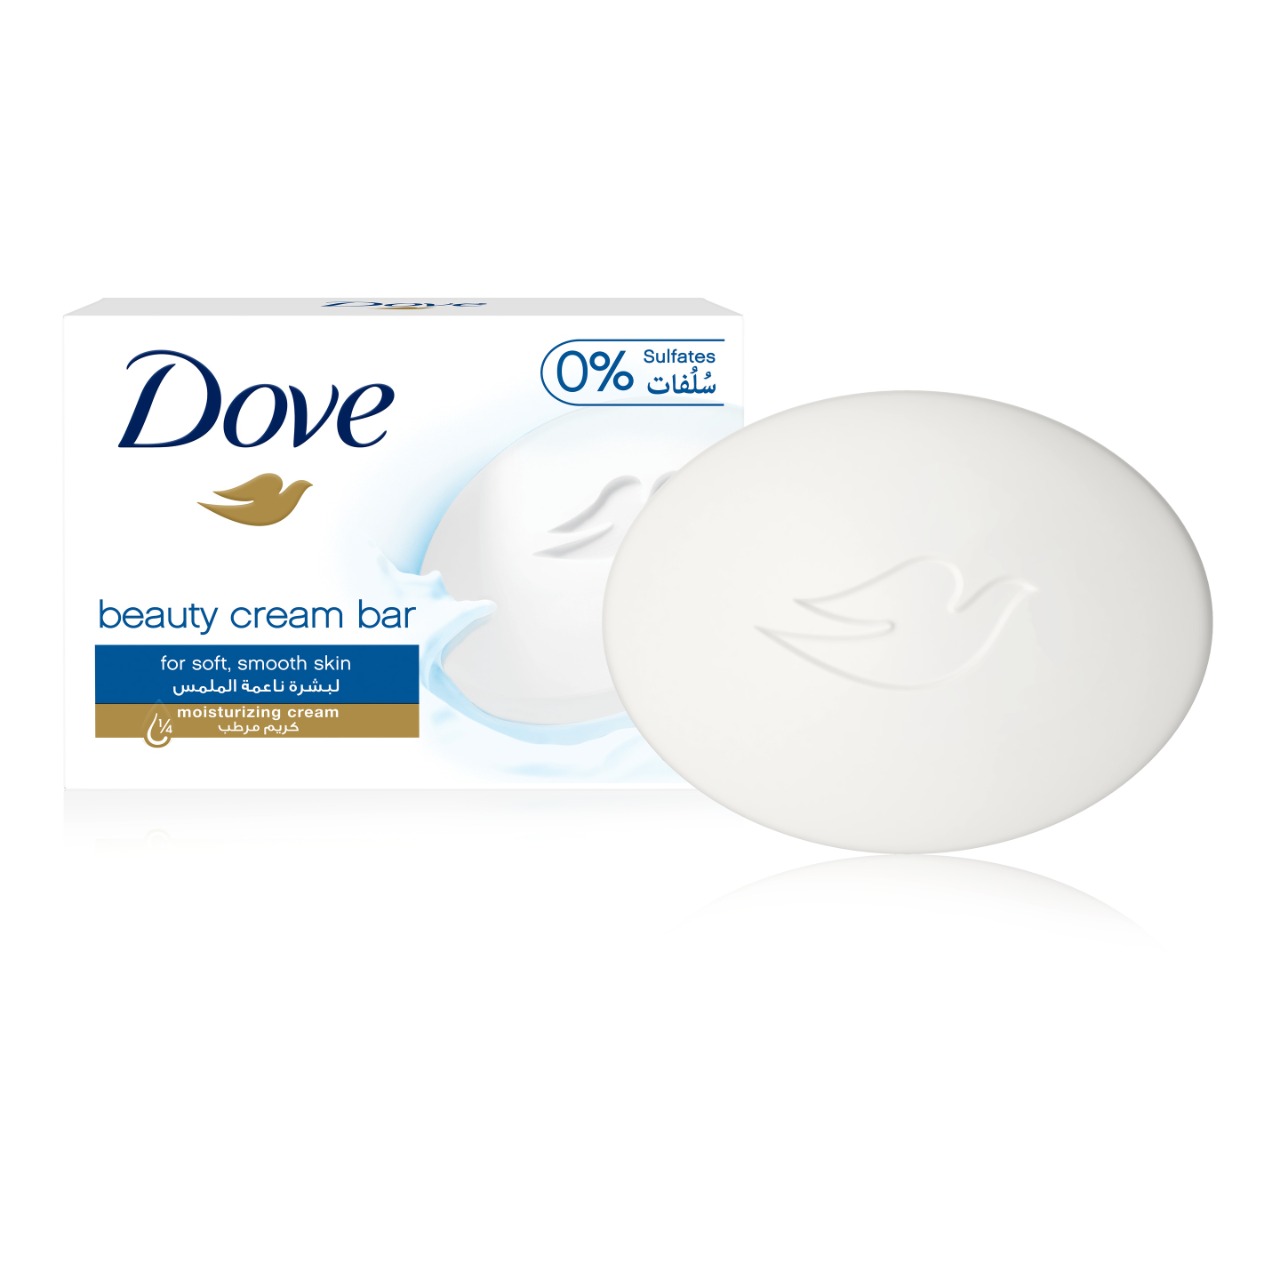 Dove
Dove
0% Sulfates
سُلْفات
beauty cream bar
for soft, smooth skin
لبشرة ناعمة الملمس
1/4 moisturizing cream
كريم مرطب